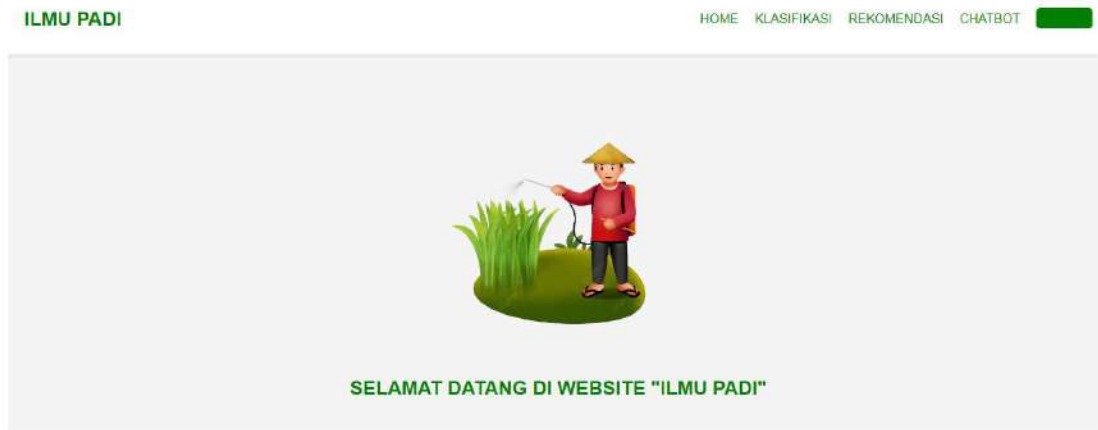 ILMU PADI
HOME KLASIFIKASI REKOMENDASI CHATBOT
SELAMAT DATANG DI WEBSITE "ILMU PADI"